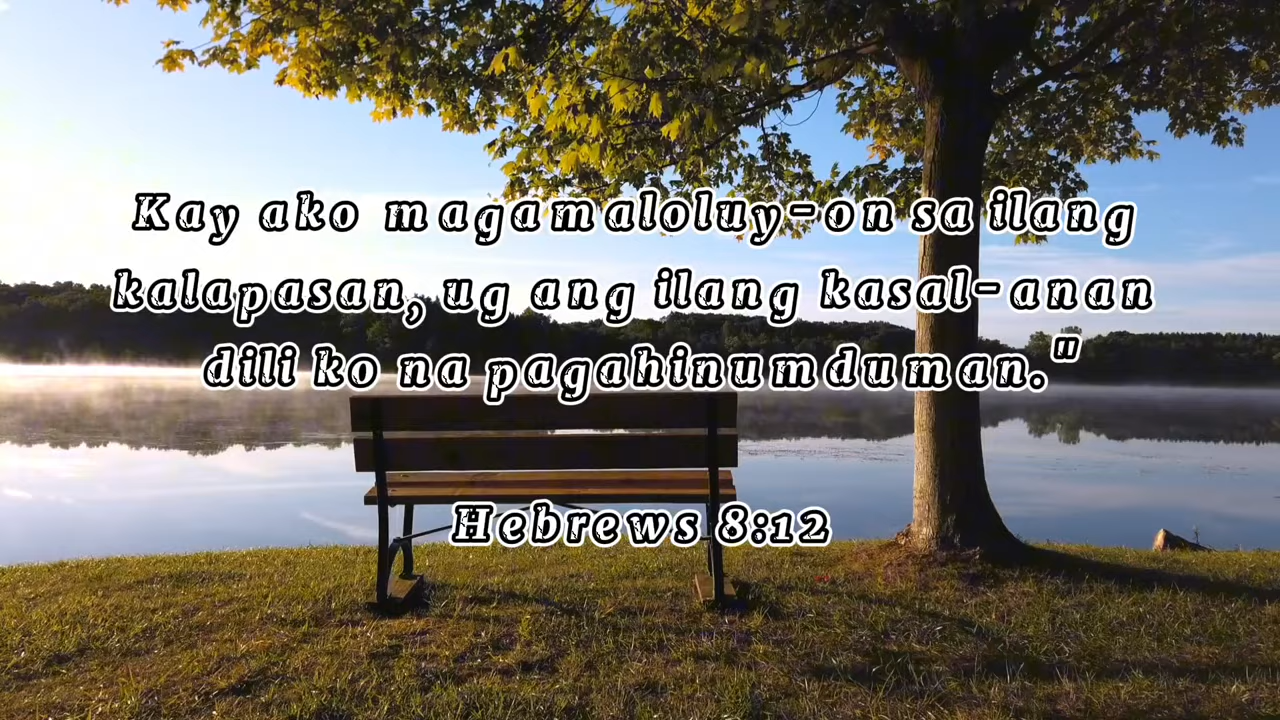 Kay ako magamaloluy-on sa ilang
kalapasan, ug ang ilang kasal-anan
dili ko na pagahinumduman."
Hebrews 8:12